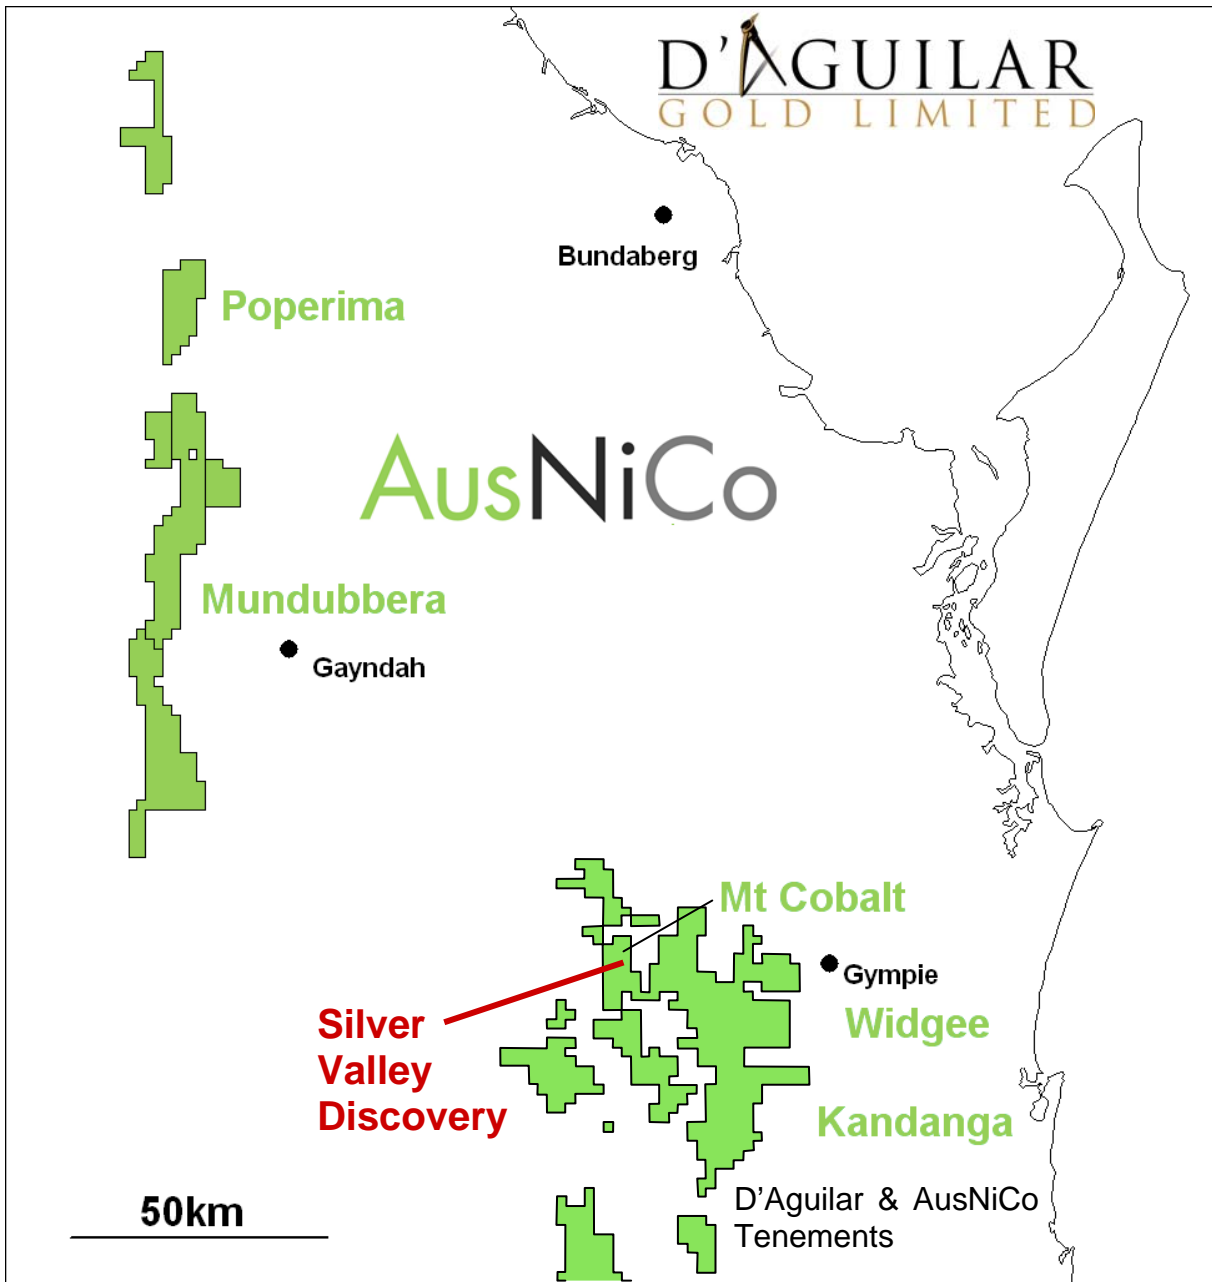 D'AGUILAR
GOLD LIMITED
Bundaberg
Poperima
AusNiCo
Mundubbera
Gayndah
Mt Cobalt
Gympie
Silver
Valley
Discovery
Widgee
Kandanga
D'Aguilar & AusNiCo
Tenements
50km